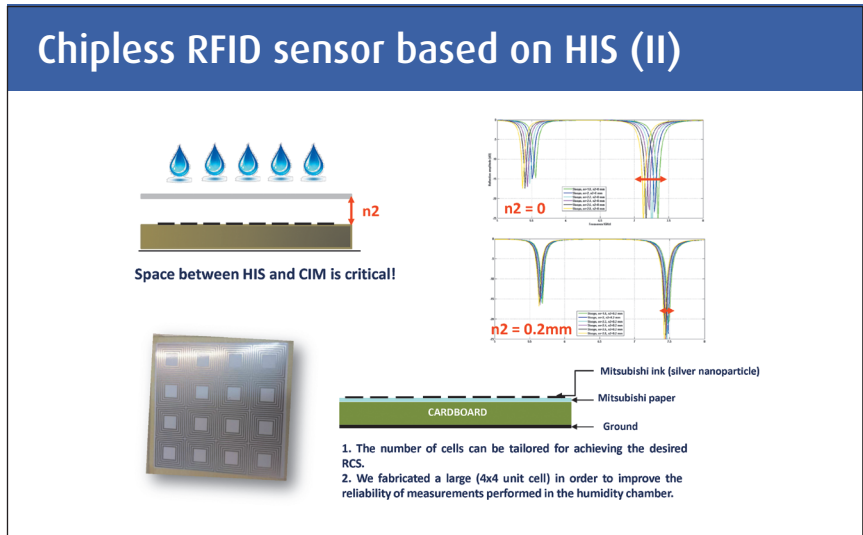 Chipless RFID sensor based on HIS (II)
n2
Space between HIS and CIM is critical!
n2 = 0
n2 = 0.2mm
Mitsubishi ink (silver nanoparticle)
Mitsubishi paper
CARDBOARD
Ground
1. The number of cells can be tailored for achieving the desired
RCS.
2. We fabricated a large (4x4 unit cell) in order to improve the
reliability of measurements performed in the humidity chamber.